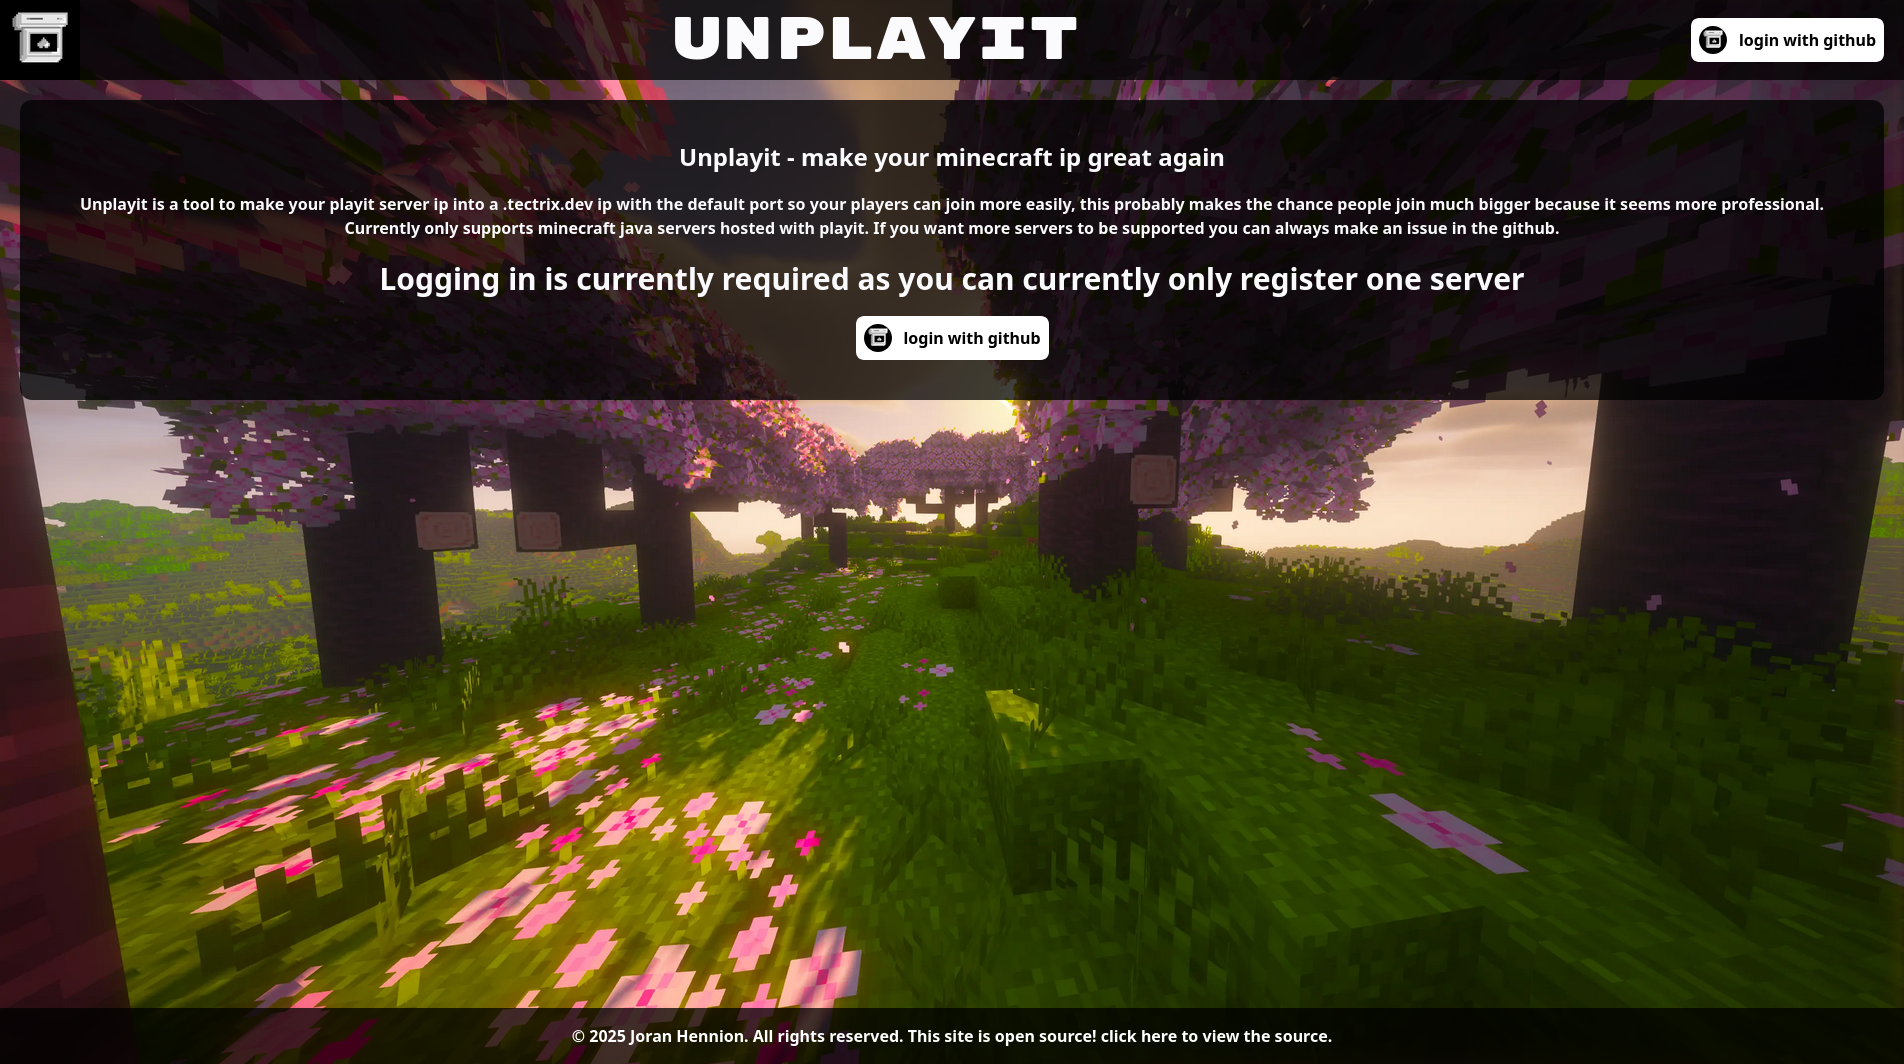 UNPLAYIT
login with github
Unplayit - make your minecraft ip great again
Unplayit is a tool to make your playit server ip into a .tectrix.dev ip with the default port so your players can join more easily, this probably makes the chance people join much bigger because it seems more professional.
Currently only supports minecraft java servers hosted with playit. If you want more servers to be supported you can always make an issue in the github.
Logging in is currently required as you can currently only register one server
login with github
© 2025 Joran Hennion. All rights reserved. This site is open source! click here to view the source.